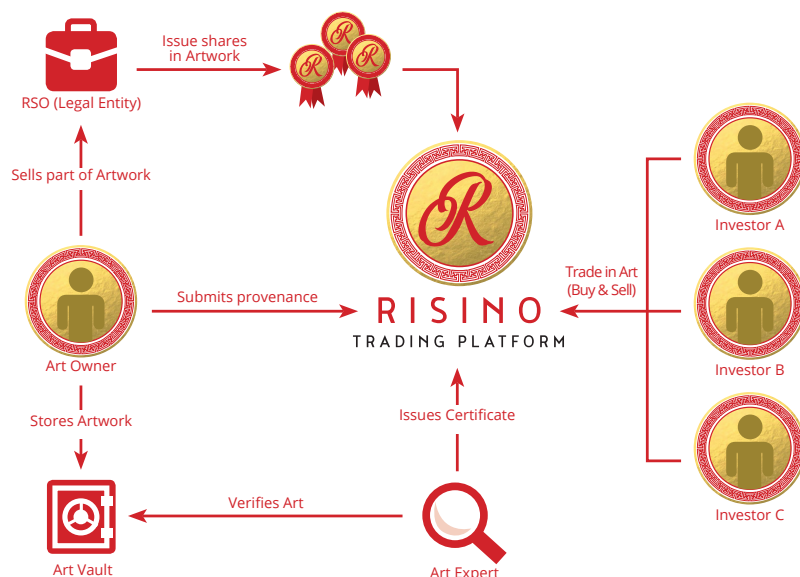 Issue shares
in Artwork
RSO (Legal Entity)
R
R
R
Sells part of Artwork
R
Investor A
Trade in Art
(Buy & Sell)
Submits provenance
RISINO
TRADING PLATFORM
Art Owner
Investor B
Issues Certificate
Stores Artwork
Verifies Art
Investor C
Art Vault
Art Expert